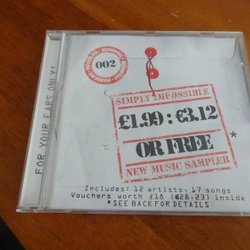 FOR YOUR EARS ONLY!
002
SIMPLY IMPOSSIBLE
£1.99 : €3.12
OR FREE*
NEW MUSIC SAMPLER
Includes: 12 artists: 17 songs
Vouchers worth £18 (€28.23) inside
*SEE BACK FOR DETAILS